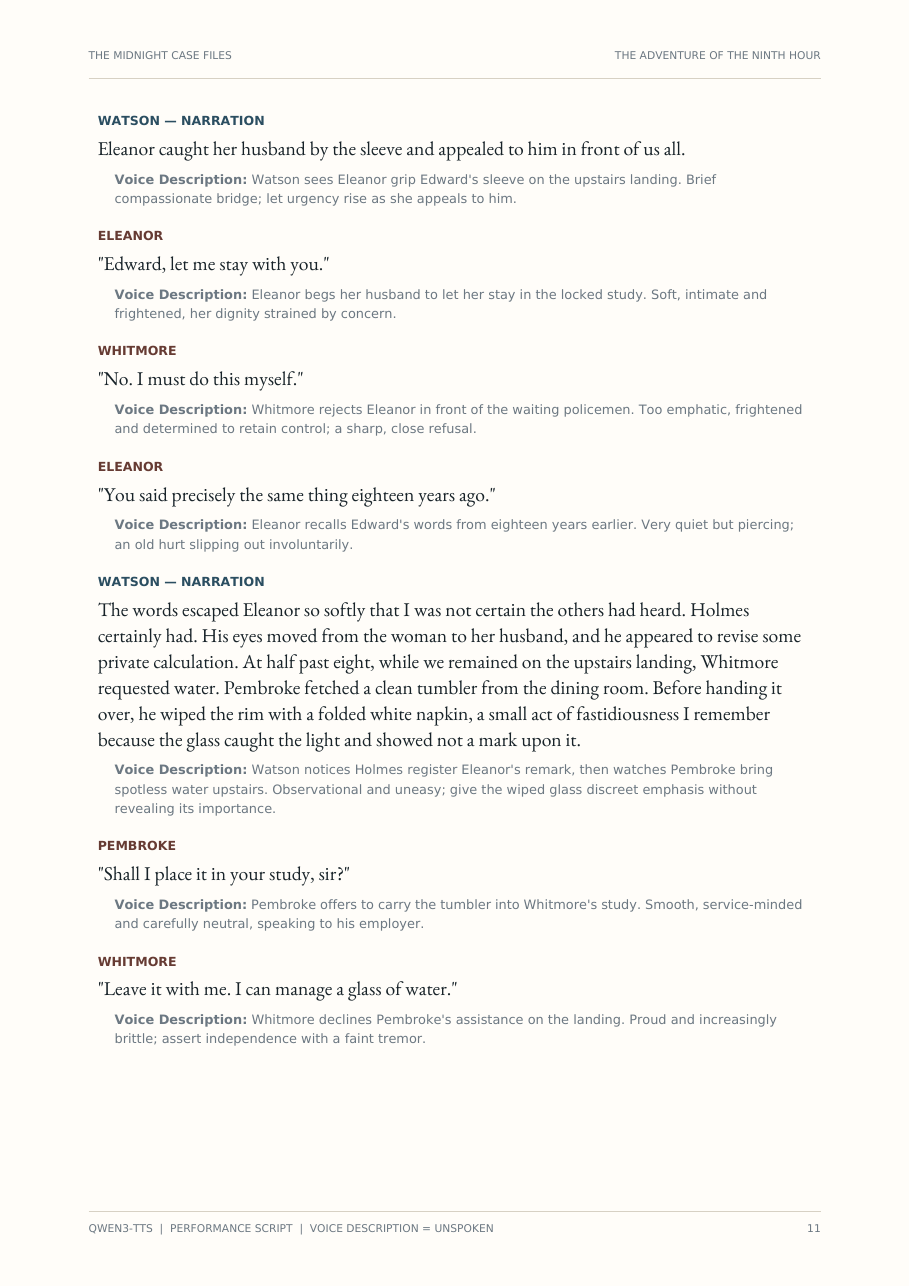 THE MIDNIGHT CASE FILES
THE ADVENTURE OF THE NINTH HOUR
WATSON — NARRATION
Eleanor caught her husband by the sleeve and appealed to him in front of us all.
Voice Description: Watson sees Eleanor grip Edward's sleeve on the upstairs landing. Brief
compassionate bridge; let urgency rise as she appeals to him.
ELEANOR
"Edward, let me stay with you."
Voice Description: Eleanor begs her husband to let her stay in the locked study. Soft, intimate and
frightened, her dignity strained by concern.
WHITMORE
"No. I must do this myself."
Voice Description: Whitmore rejects Eleanor in front of the waiting policemen. Too emphatic, frightened
and determined to retain control; a sharp, close refusal.
ELEANOR
"You said precisely the same thing eighteen years ago."
Voice Description: Eleanor recalls Edward's words from eighteen years earlier. Very quiet but piercing;
an old hurt slipping out involuntarily.
WATSON — NARRATION
The words escaped Eleanor so softly that I was not certain the others had heard. Holmes
certainly had. His eyes moved from the woman to her husband, and he appeared to revise some
private calculation. At half past eight, while we remained on the upstairs landing, Whitmore
requested water. Pembroke fetched a clean tumbler from the dining room. Before handing it
over, he wiped the rim with a folded white napkin, a small act of fastidiousness I remember
because the glass caught the light and showed not a mark upon it.
Voice Description: Watson notices Holmes register Eleanor's remark, then watches Pembroke bring
spotless water upstairs. Observational and uneasy; give the wiped glass discreet emphasis without
revealing its importance.
PEMBROKE
"Shall I place it in your study, sir?"
Voice Description: Pembroke offers to carry the tumbler into Whitmore's study. Smooth, service-minded
and carefully neutral, speaking to his employer.
WHITMORE
"Leave it with me. I can manage a glass of water."
Voice Description: Whitmore declines Pembroke's assistance on the landing. Proud and increasingly
brittle; assert independence with a faint tremor.
QWEN3-TTS | PERFORMANCE SCRIPT | VOICE DESCRIPTION = UNSPOKEN
11